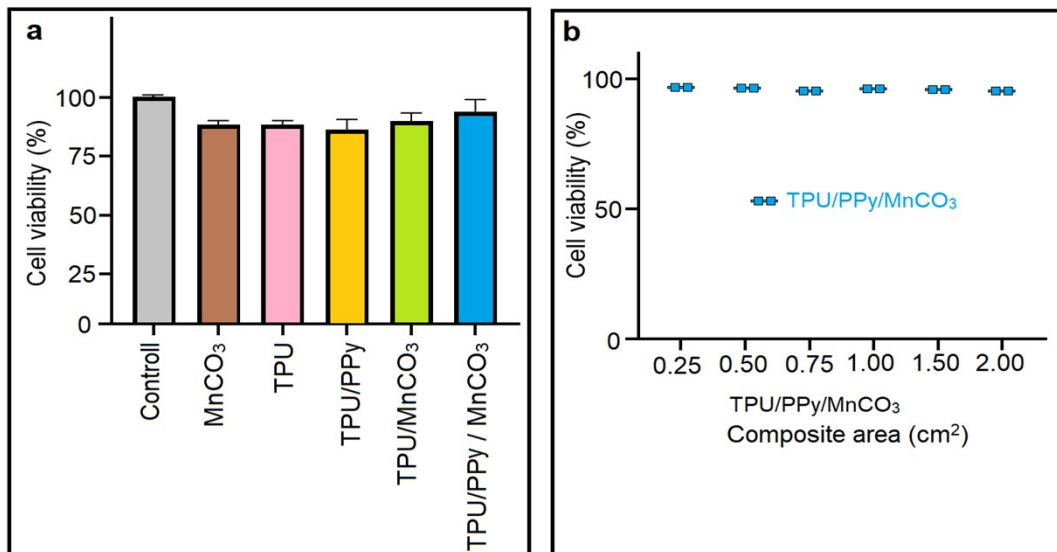 a
Cell viability (%)
100
75
50
25
0
Controll
MnCO₃
TPU
TPU/PPy
TPU/MnCO₃
TPU/PPy / MnCO₃
b
Cell viability (%)
100
50
0
TPU/PPy/MnCO₃
0.25 0.50 0.75 1.00 1.50 2.00
TPU/PPy/MnCO₃
Composite area (cm²)